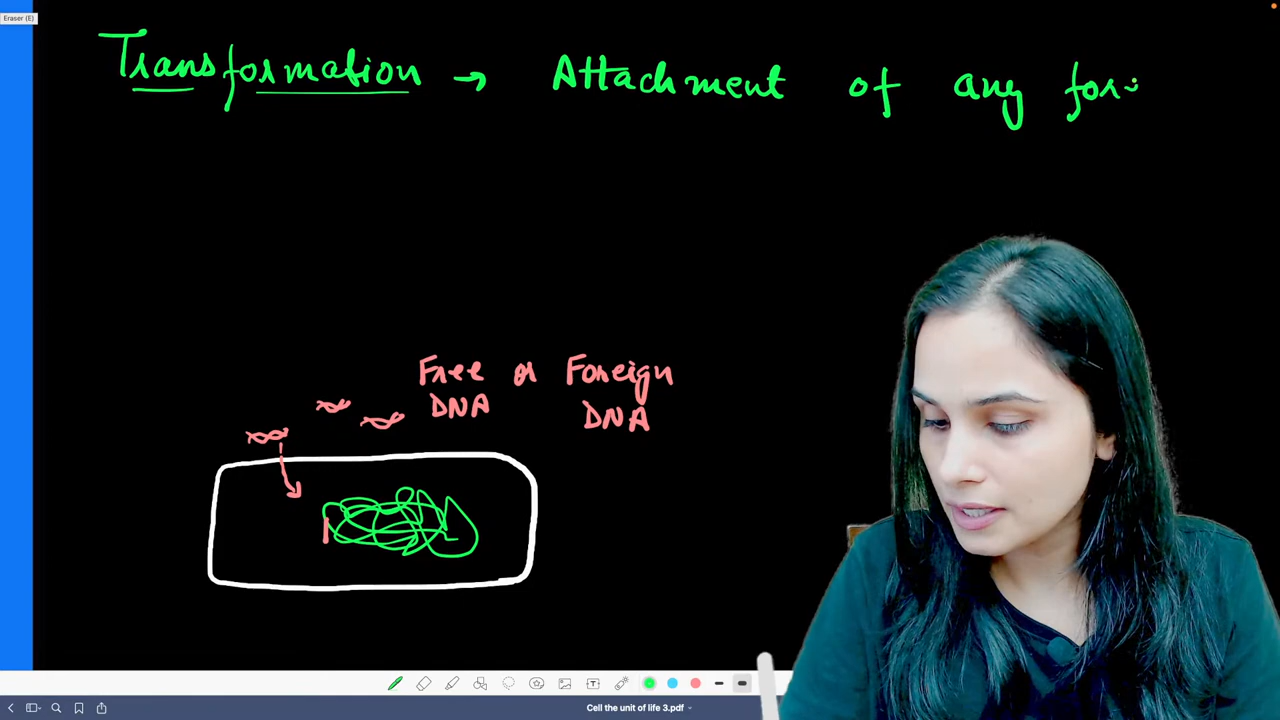 Eraser (E)
Transformation → Attachment of any for
Free or Foreign
DNA DNA
Cell the unit of life 3.pdf